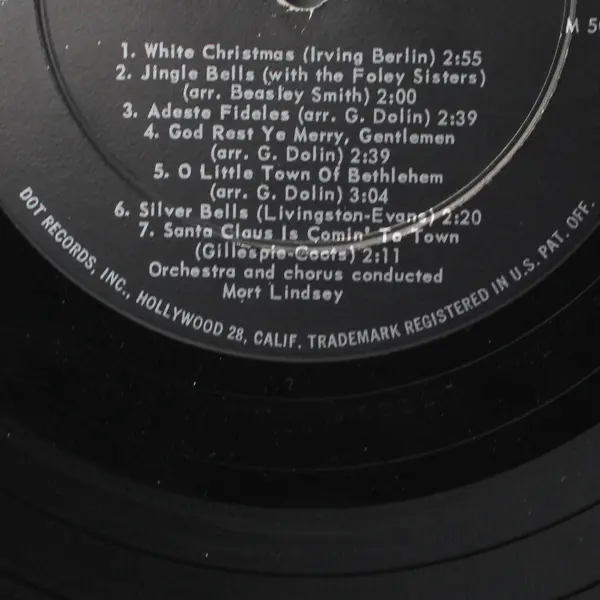 M 5
1. White Christmas (Irving Berlin) 2:55
2. Jingle Bells (with the Foley Sisters)
(arr. Beasley Smith) 2:00
3. Adeste Fideles (arr. G. Dolin) 2:39
4. God Rest Ye Merry, Gentlemen
(arr. G. Dolin) 2:39
5. O Little Town Of Bethlehem
(arr. G. Dolin) 3:04
6. Silver Bells (Livingston-Evans) 2:20
7. Santa Claus Is Comin' To Town
(Gillespie-Coots) 2:11
Orchestra and chorus conducted
Mort Lindsey
DOT RECORDS, INC., HOLLYWOOD 28, CALIF. TRADEMARK REGISTERED IN U.S. PAT. OFF.